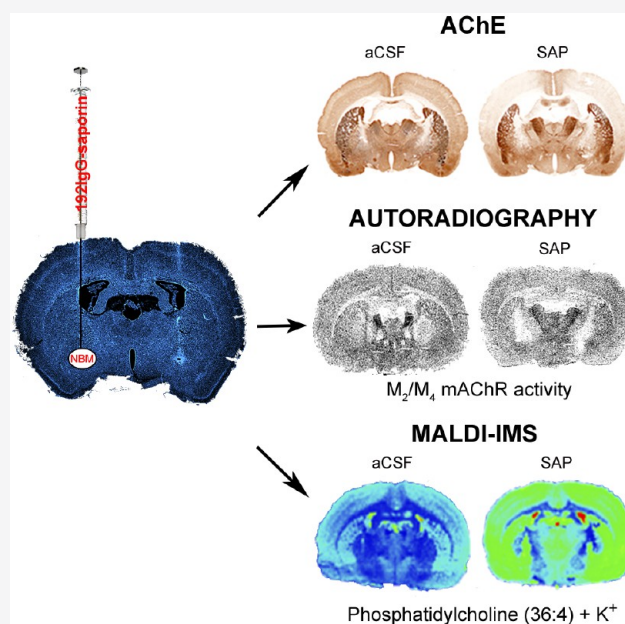 192IgG-saporin
NBM
AChE
aCSF SAP
AUTORADIOGRAPHY
aCSF SAP
M₂/M₄ mAChR activity
MALDI-IMS
aCSF SAP
Phosphatidylcholine (36:4) + K⁺